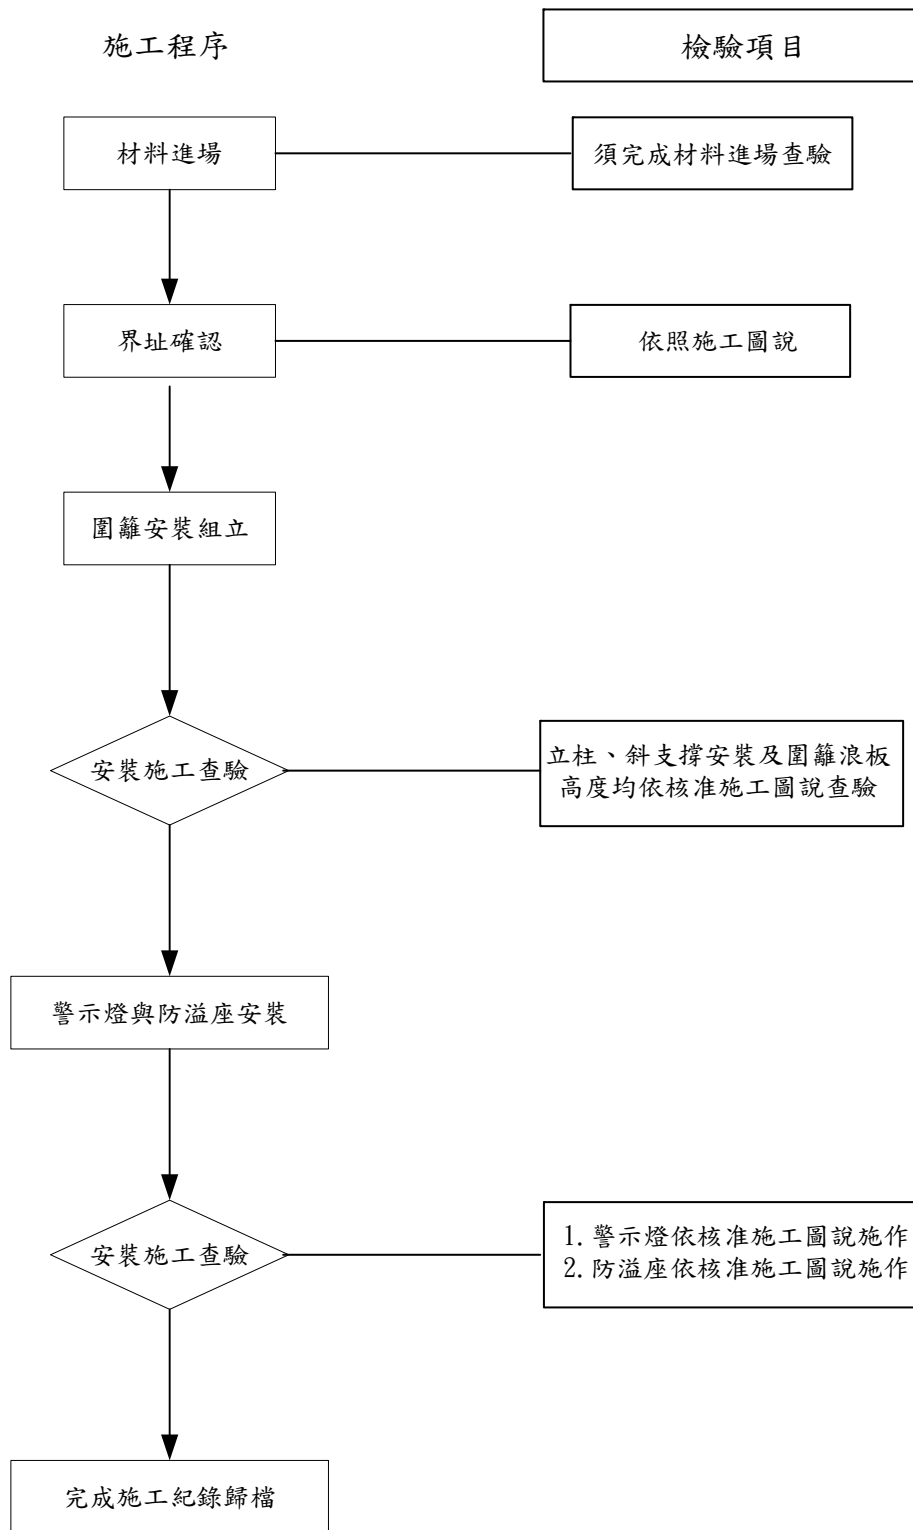 施工程序
檢驗項目
材料進場
須完成材料進場查驗
界址確認
依照施工圖說
圍籬安裝組立
安裝施工查驗
立柱、斜支撐安裝及圍籬浪板
高度均依核准施工圖說查驗
警示燈與防溢座安裝
安裝施工查驗
1. 警示燈依核准施工圖說施作
2. 防溢座依核准施工圖說施作
完成施工紀錄歸檔